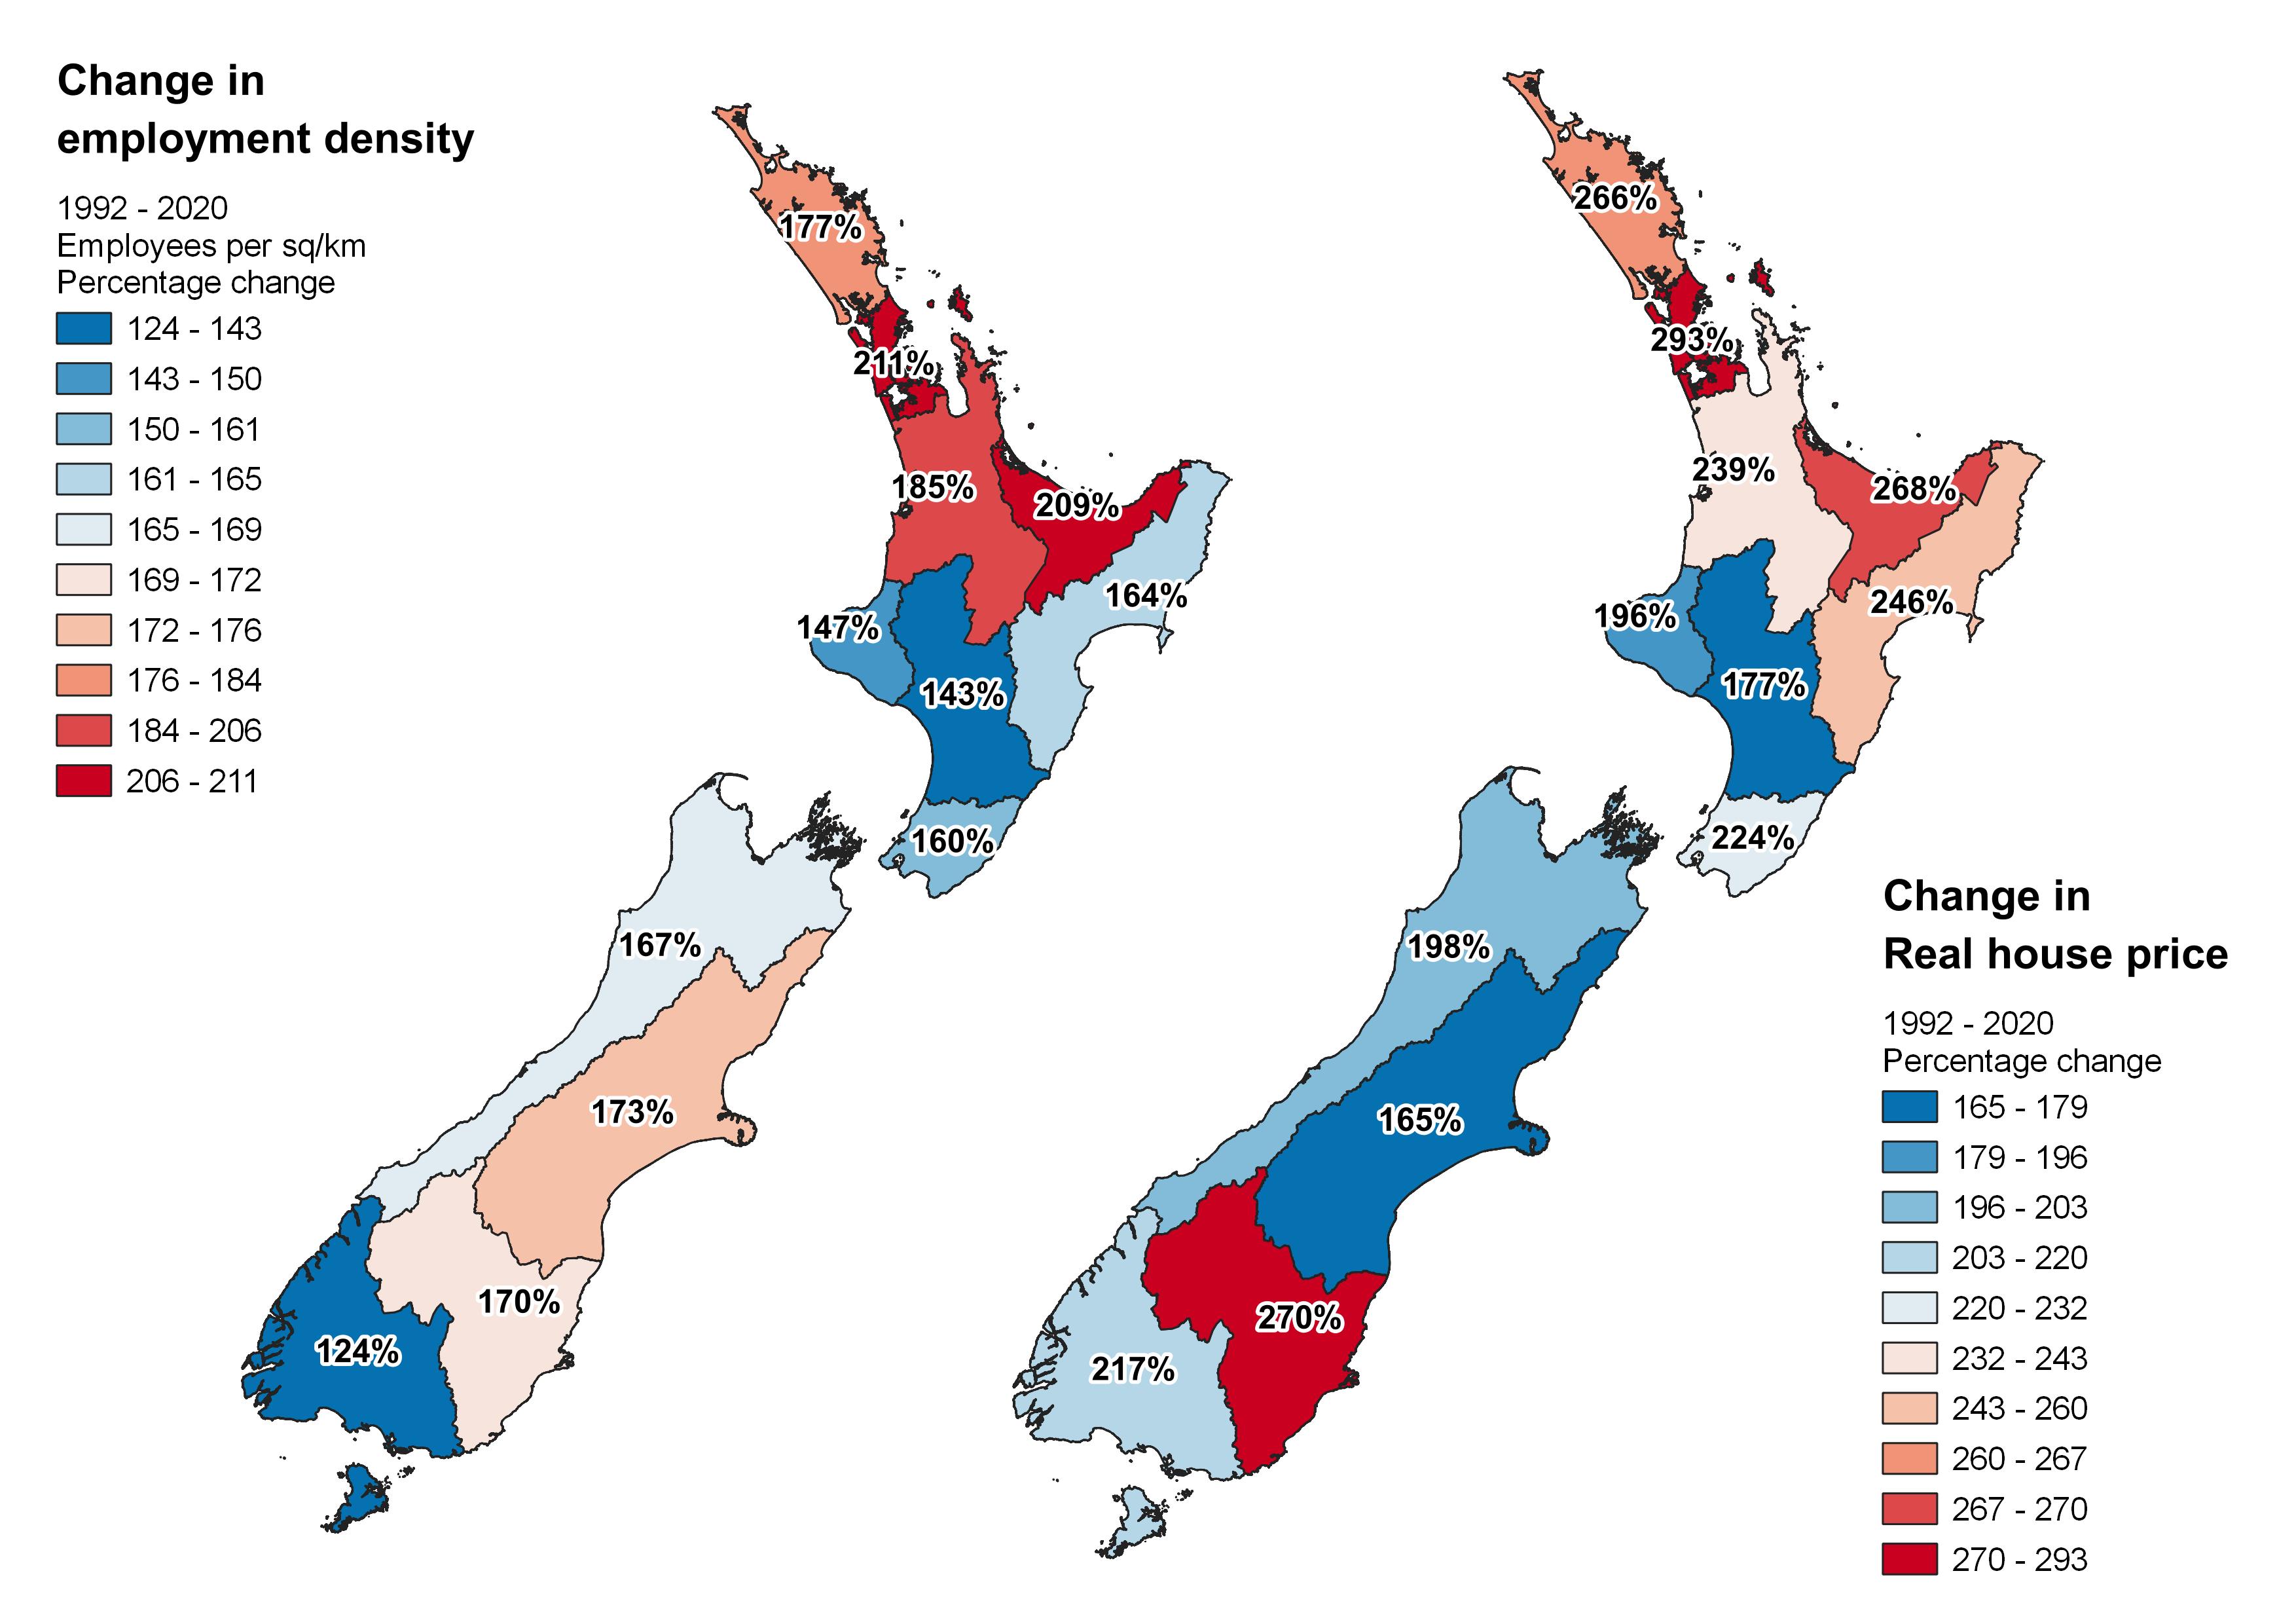 Change in
employment density
1992 - 2020
Employees per sq/km
Percentage change
124 - 143
143 - 150
150 - 161
161 - 165
165 - 169
169 - 172
172 - 176
176 - 184
184 - 206
206 - 211
177%
211%
185%
209%
164%
147%
143%
160%
167%
173%
170%
124%
266%
293%
239%
268%
246%
196%
177%
224%
198%
165%
270%
217%
Change in
Real house price
1992 - 2020
Percentage change
165 - 179
179 - 196
196 - 203
203 - 220
220 - 232
232 - 243
243 - 260
260 - 267
267 - 270
270 - 293